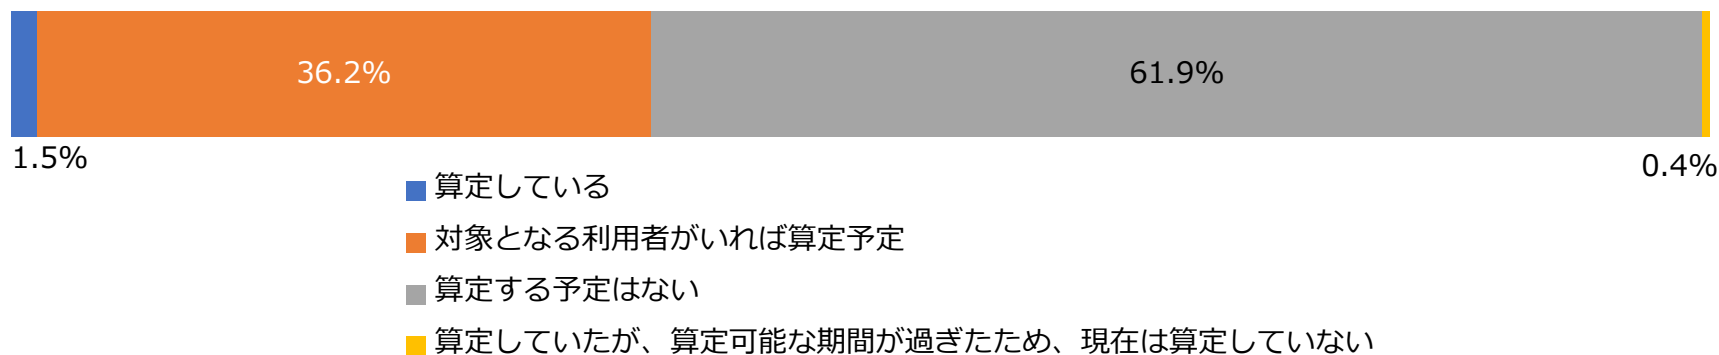 36.2%
61.9%
1.5%
0.4%
算定している
対象となる利用者がいれば算定予定
算定する予定はない
算定していたが、算定可能な期間が過ぎたため、現在は算定していない